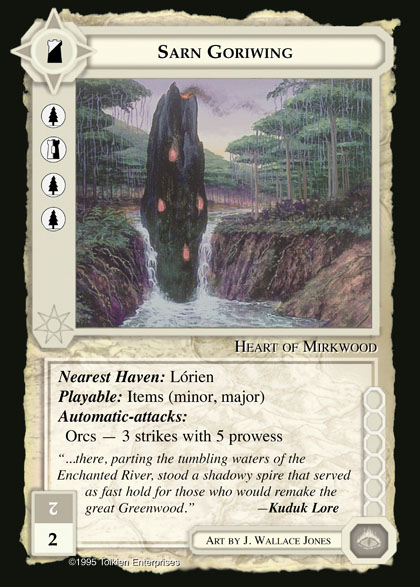 Sarn Goriwing
Heart of Mirkwood
Nearest Haven: Lórien
Playable: Items (minor, major)
Automatic-attacks:
Orcs — 3 strikes with 5 prowess
“...there, parting the tumbling waters of the
Enchanted River, stood a shadowy spire that served
as fast hold for those who would remake the
great Greenwood.” —Kuduk Lore
2
2
Art by J. Wallace Jones
©1995 Tolkien Enterprises